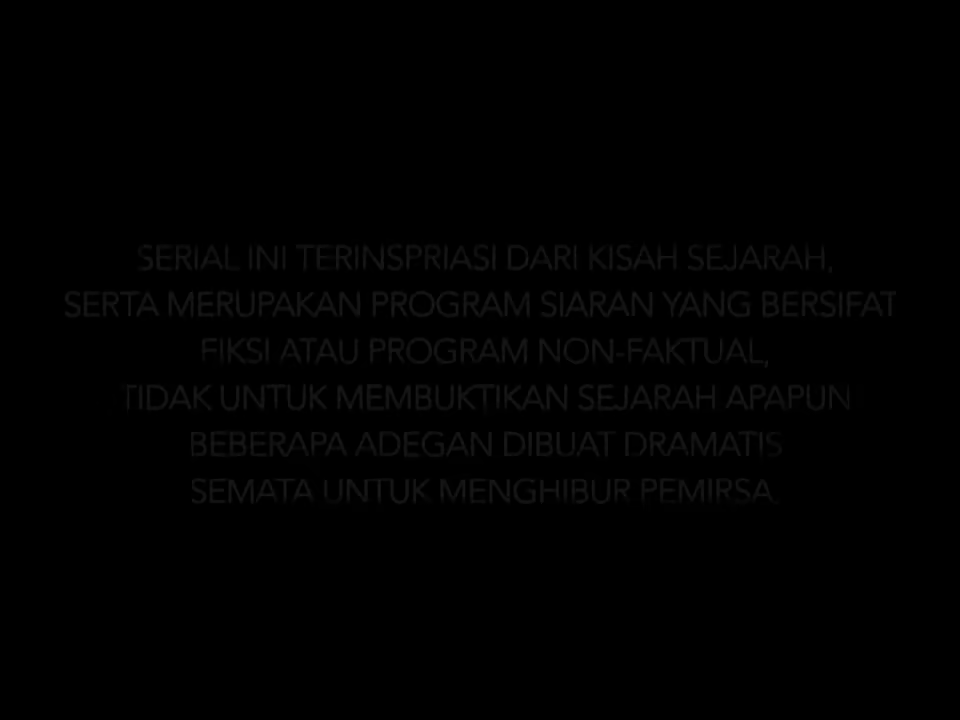 SERIAL INI TERINSPRIASI DARI KISAH SEJARAH,
SERTA MERUPAKAN PROGRAM SIARAN YANG BERSIFAT
FIKSI ATAU PROGRAM NON-FAKTUAL,
TIDAK UNTUK MEMBUKTIKAN SEJARAH APAPUN
BEBERAPA ADEGAN DIBUAT DRAMATIS
SEMATA UNTUK MENGHIBUR PEMIRSA.